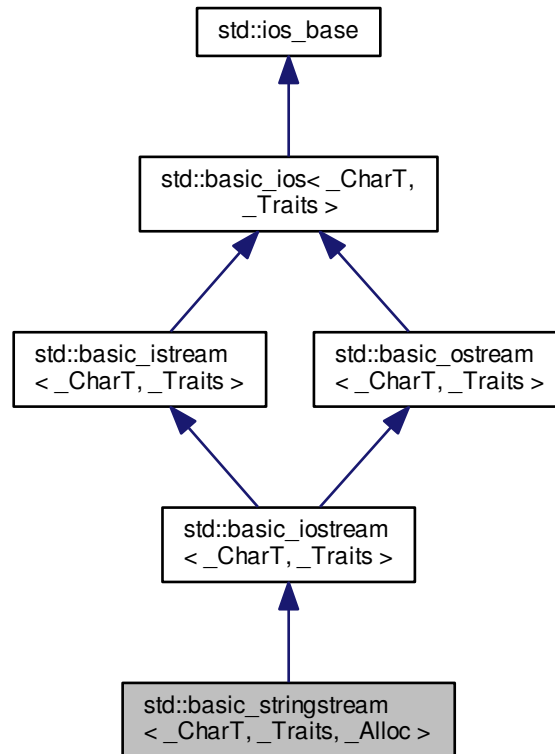 std::ios_base
std::basic_ios< _CharT,
_Traits >
std::basic_istream
< _CharT, _Traits >
std::basic_ostream
< _CharT, _Traits >
std::basic_iostream
< _CharT, _Traits >
std::basic_stringstream
< _CharT, _Traits, _Alloc >